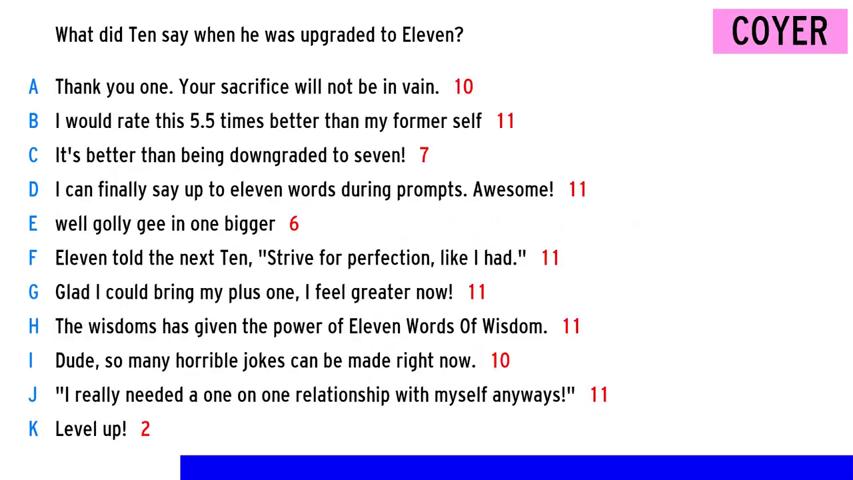 What did Ten say when he was upgraded to Eleven?
COYER
A Thank you one. Your sacrifice will not be in vain. 10
B I would rate this 5.5 times better than my former self 11
C It's better than being downgraded to seven! 7
D I can finally say up to eleven words during prompts. Awesome! 11
E well golly gee in one bigger 6
F Eleven told the next Ten, "Strive for perfection, like I had." 11
G Glad I could bring my plus one, I feel greater now! 11
H The wisdoms has given the power of Eleven Words Of Wisdom. 11
I Dude, so many horrible jokes can be made right now. 10
J "I really needed a one on one relationship with myself anyways!" 11
K Level up! 2